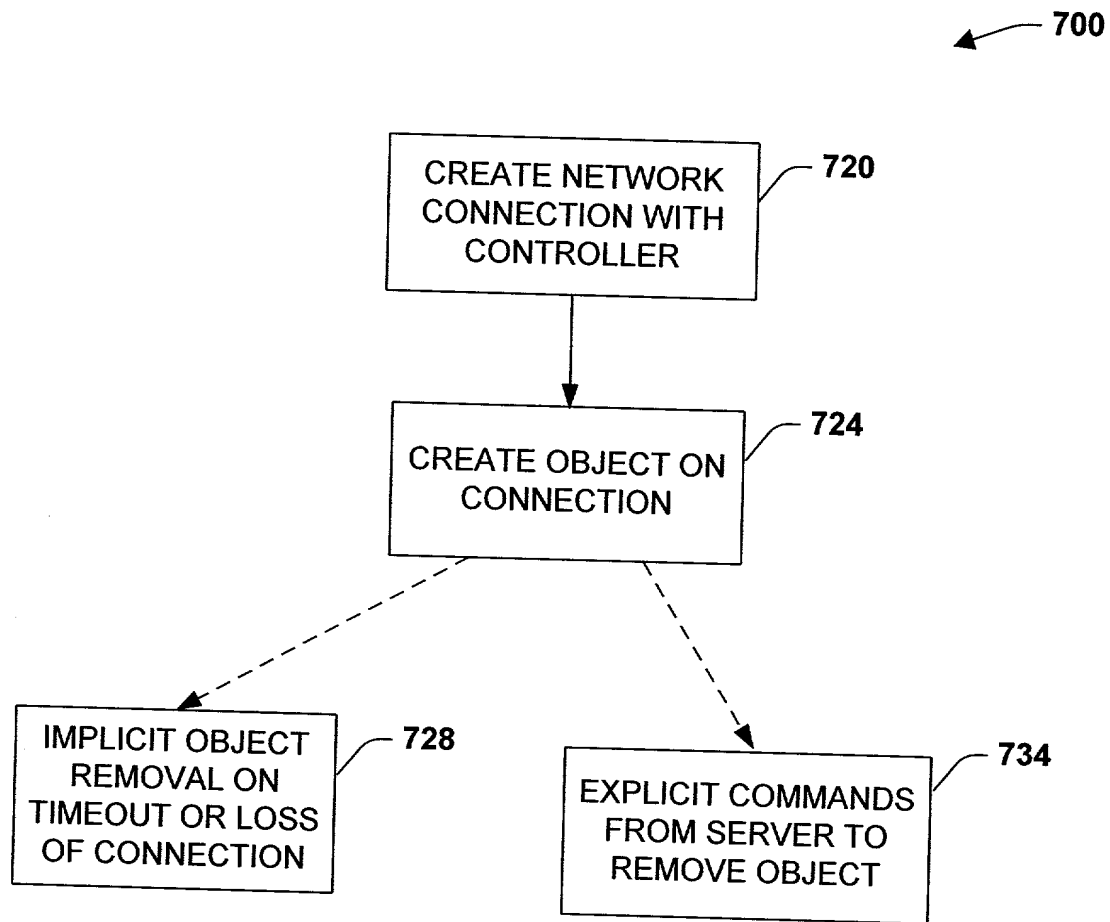 700
CREATE NETWORK
CONNECTION WITH
CONTROLLER
720
CREATE OBJECT ON
CONNECTION
724
IMPLICIT OBJECT
REMOVAL ON
TIMEOUT OR LOSS
OF CONNECTION
728
EXPLICIT COMMANDS
FROM SERVER TO
REMOVE OBJECT
734